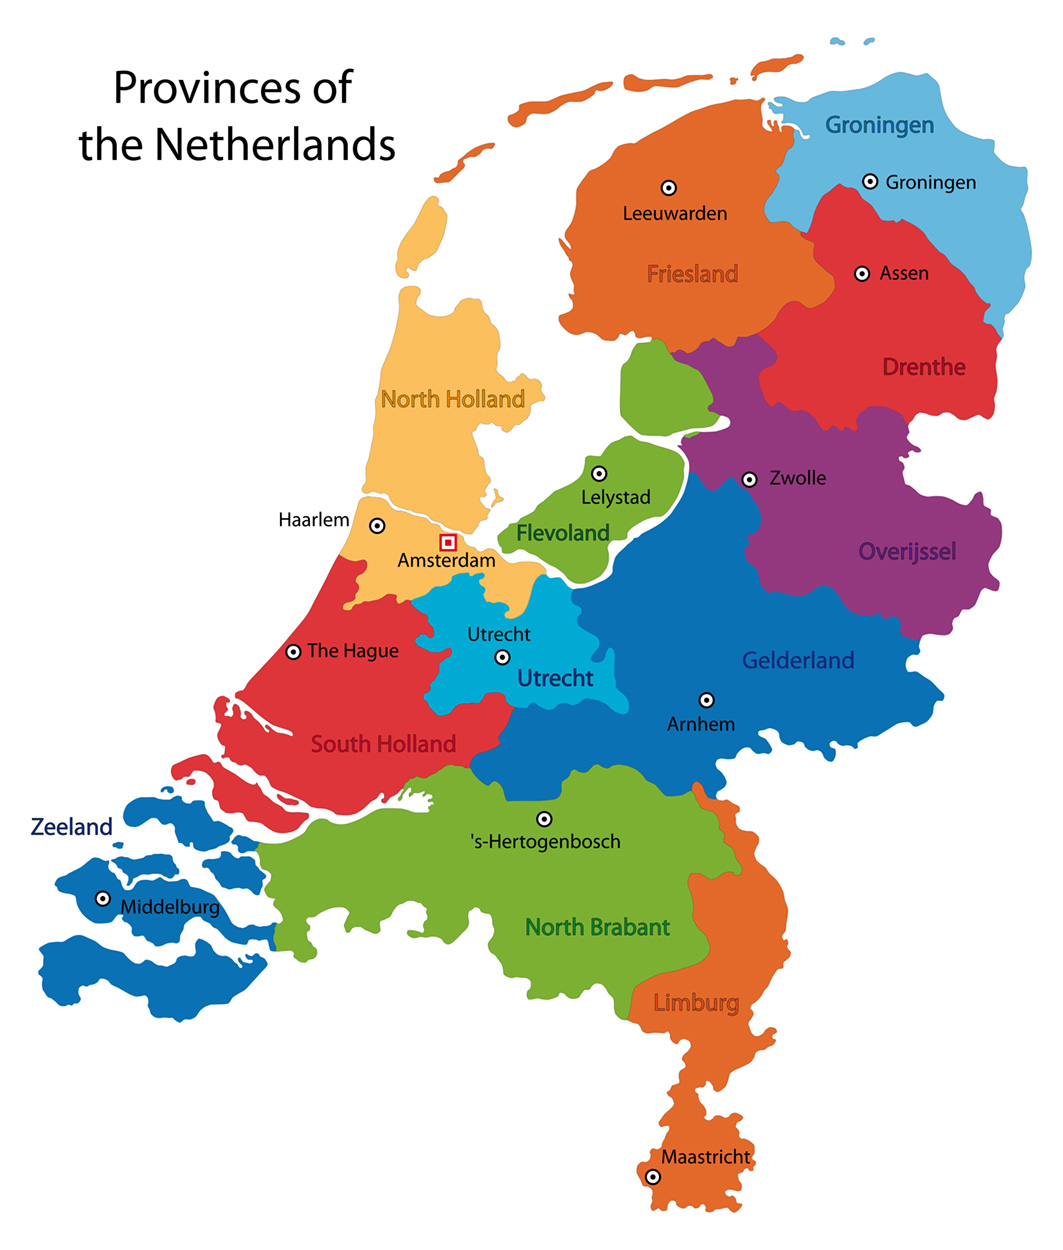 Provinces of
the Netherlands
Groningen
Groningen
Leeuwarden
Friesland
Assen
Drenthe
North Holland
Zwolle
Lelystad
Haarlem
Flevoland
Amsterdam
Overijssel
Utrecht
The Hague
Utrecht
Gelderland
Arnhem
South Holland
Zeeland
's-Hertogenbosch
Middelburg
North Brabant
Limburg
Maastricht